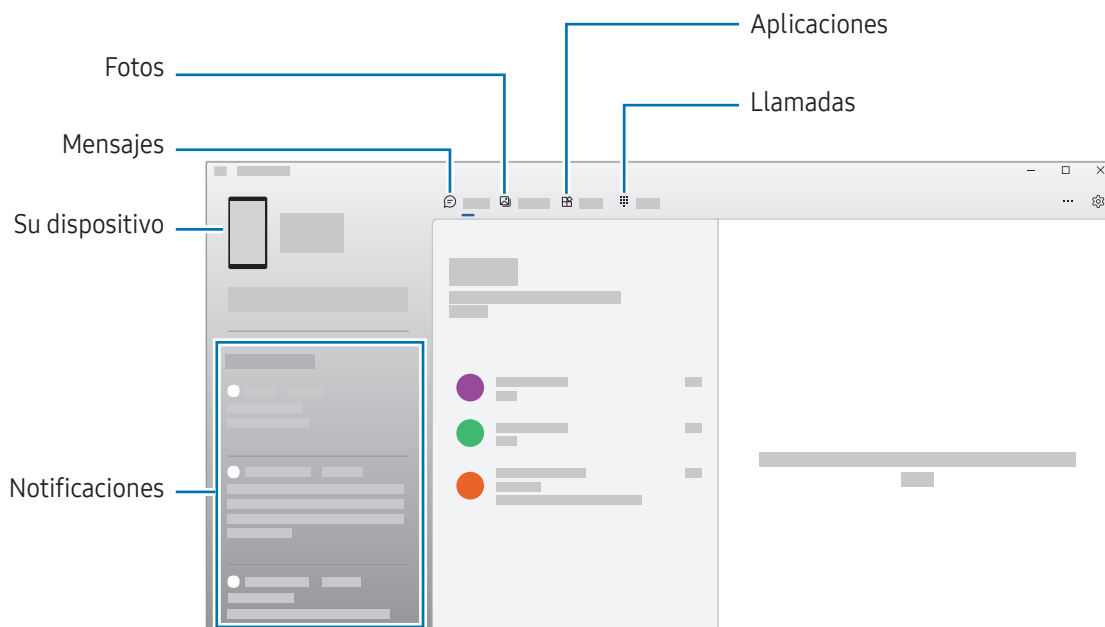 Aplicaciones
Fotos
Llamadas
Mensajes
Su dispositivo
Notificaciones